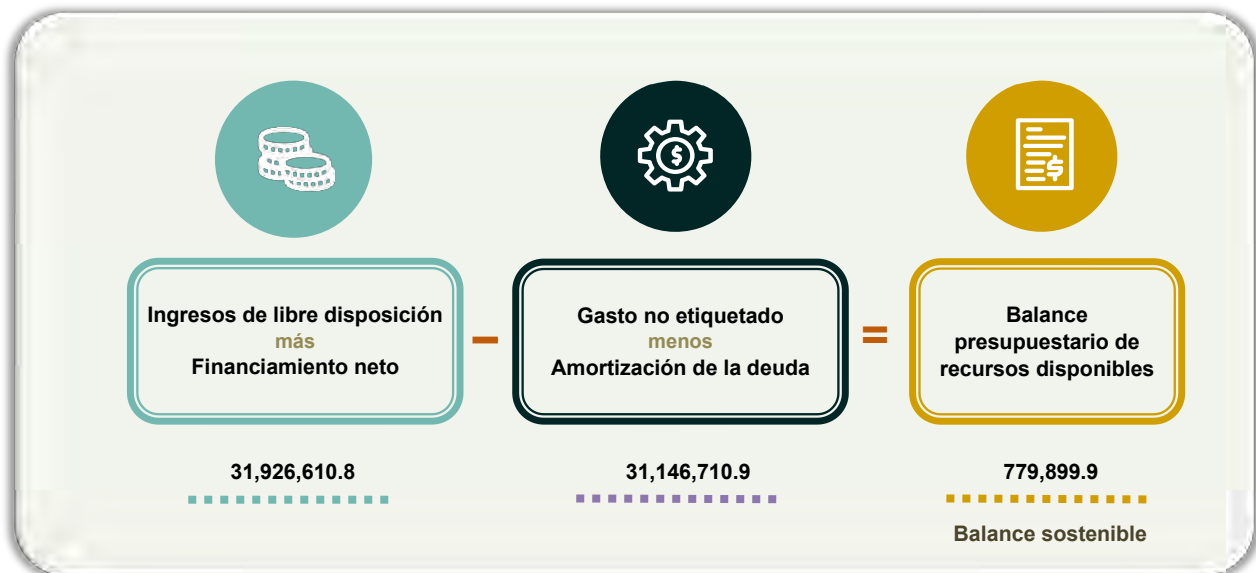 Ingresos de libre disposición
más
Financiamiento neto
–
Gasto no etiquetado
menos
Amortización de la deuda
=
Balance
presupuestario de
recursos disponibles
31,926,610.8
31,146,710.9
779,899.9
Balance sostenible